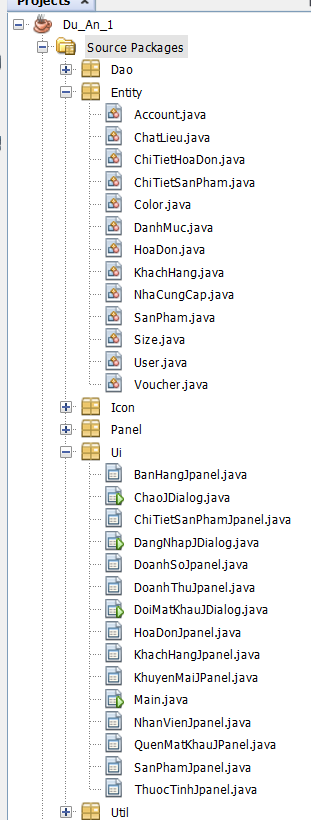 Projects
Du_An_1
Source Packages
Dao
Entity
Account.java
ChatLieu.java
ChiTietHoaDon.java
ChiTietSanPham.java
Color.java
DanhMuc.java
HoaDon.java
KhachHang.java
NhaCungCap.java
SanPham.java
Size.java
User.java
Voucher.java
Icon
Panel
Ui
BanHangJpanel.java
ChaoJDialog.java
ChiTietSanPhamJpanel.java
DangNhapJDialog.java
DoanhSoJpanel.java
DoanhThuJpanel.java
DoiMatKhauJDialog.java
HoaDonJpanel.java
KhachHangJpanel.java
KhuyenMaiJPanel.java
Main.java
NhanVienJpanel.java
QuenMatKhauJPanel.java
SanPhamJpanel.java
ThuocTinhJpanel.java
Util